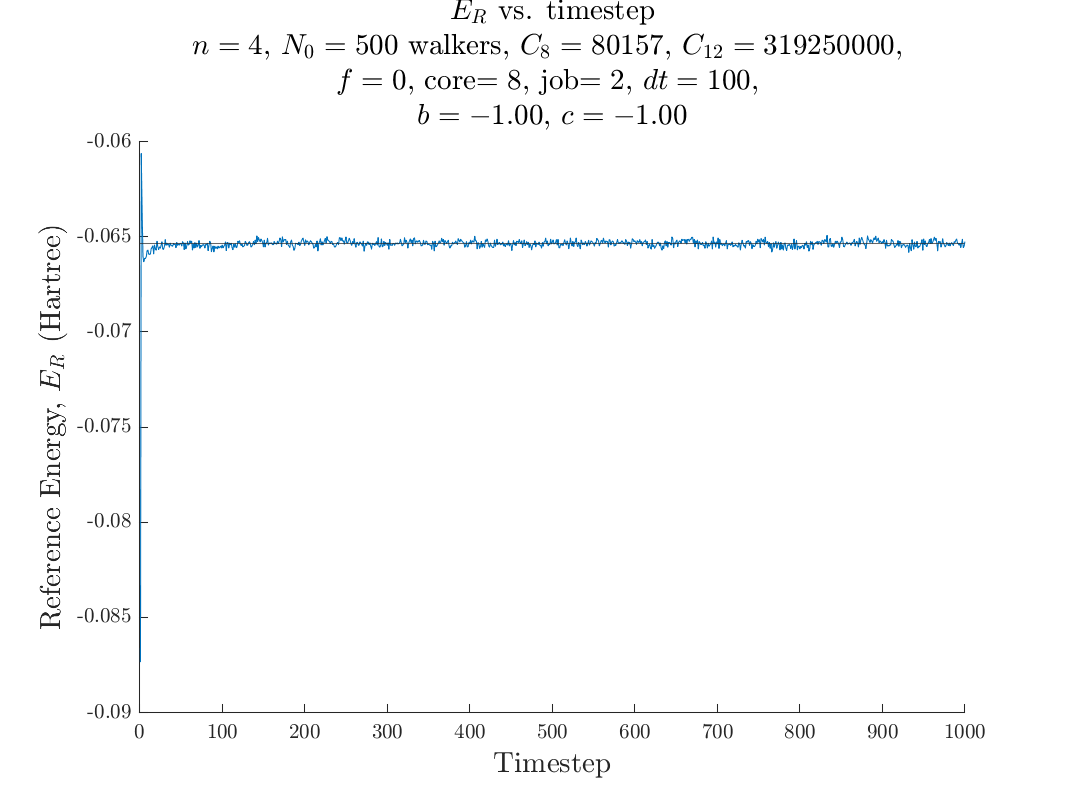 E_R vs. timestep
n = 4, N_0 = 500 walkers, C_8 = 80157, C_12 = 319250000,
f = 0, core= 8, job= 2, dt = 100,
b = −1.00, c = −1.00
Reference Energy, E_R (Hartree)
-0.06
-0.065
-0.07
-0.075
-0.08
-0.085
-0.09
0 100 200 300 400 500 600 700 800 900 1000
Timestep